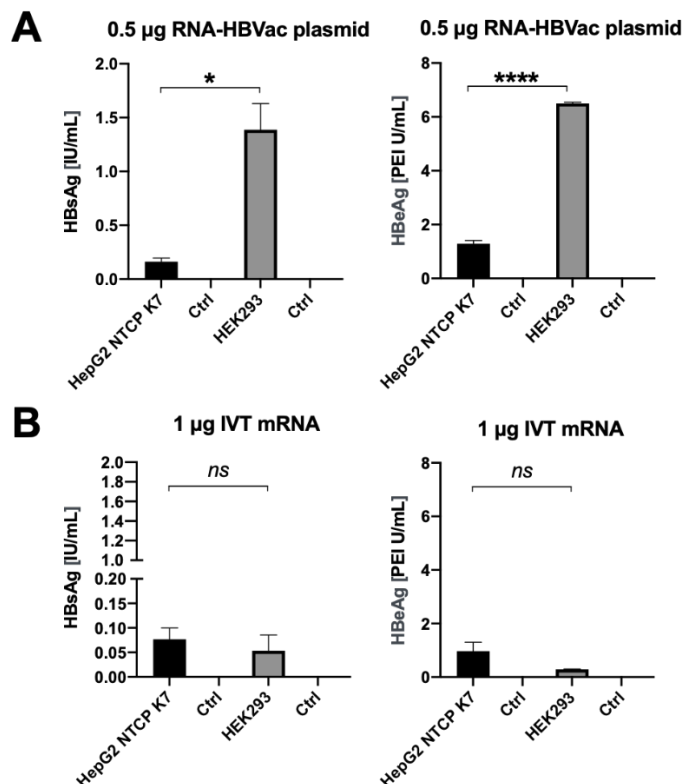 A
0.5 µg RNA-HBVac plasmid
HBsAg [IU/mL]
2.0
1.5
1.0
0.5
0.0
*
HepG2 NTCP K7
Ctrl
HEK293
Ctrl
0.5 µg RNA-HBVac plasmid
HBeAg [PEI U/mL]
8
6
4
2
0
****
HepG2 NTCP K7
Ctrl
HEK293
Ctrl
B
1 µg IVT mRNA
HBsAg [IU/mL]
2.0
1.8
1.6
1.4
1.2
1.0
0.20
0.15
0.10
0.05
0.00
ns
HepG2 NTCP K7
Ctrl
HEK293
Ctrl
1 µg IVT mRNA
HBeAg [PEI U/mL]
8
6
4
2
0
ns
HepG2 NTCP K7
Ctrl
HEK293
Ctrl